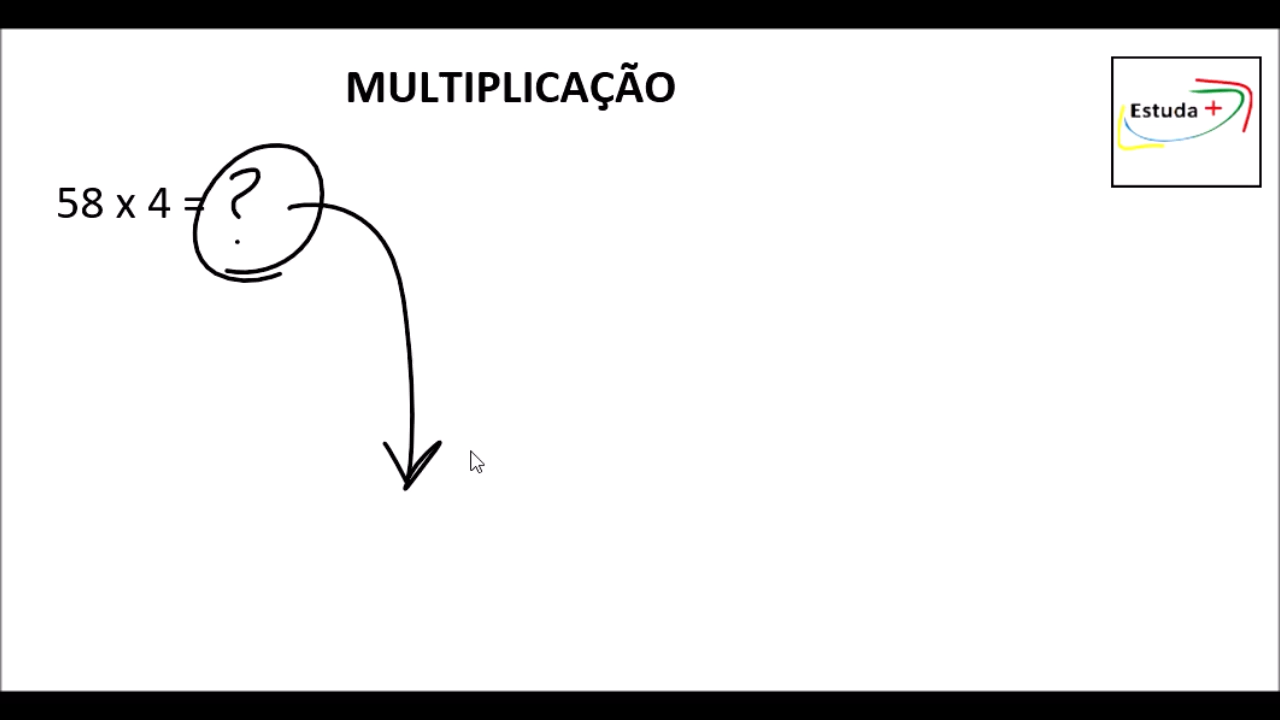 MULTIPLICAÇÃO
Estuda +
58 x 4 = ?